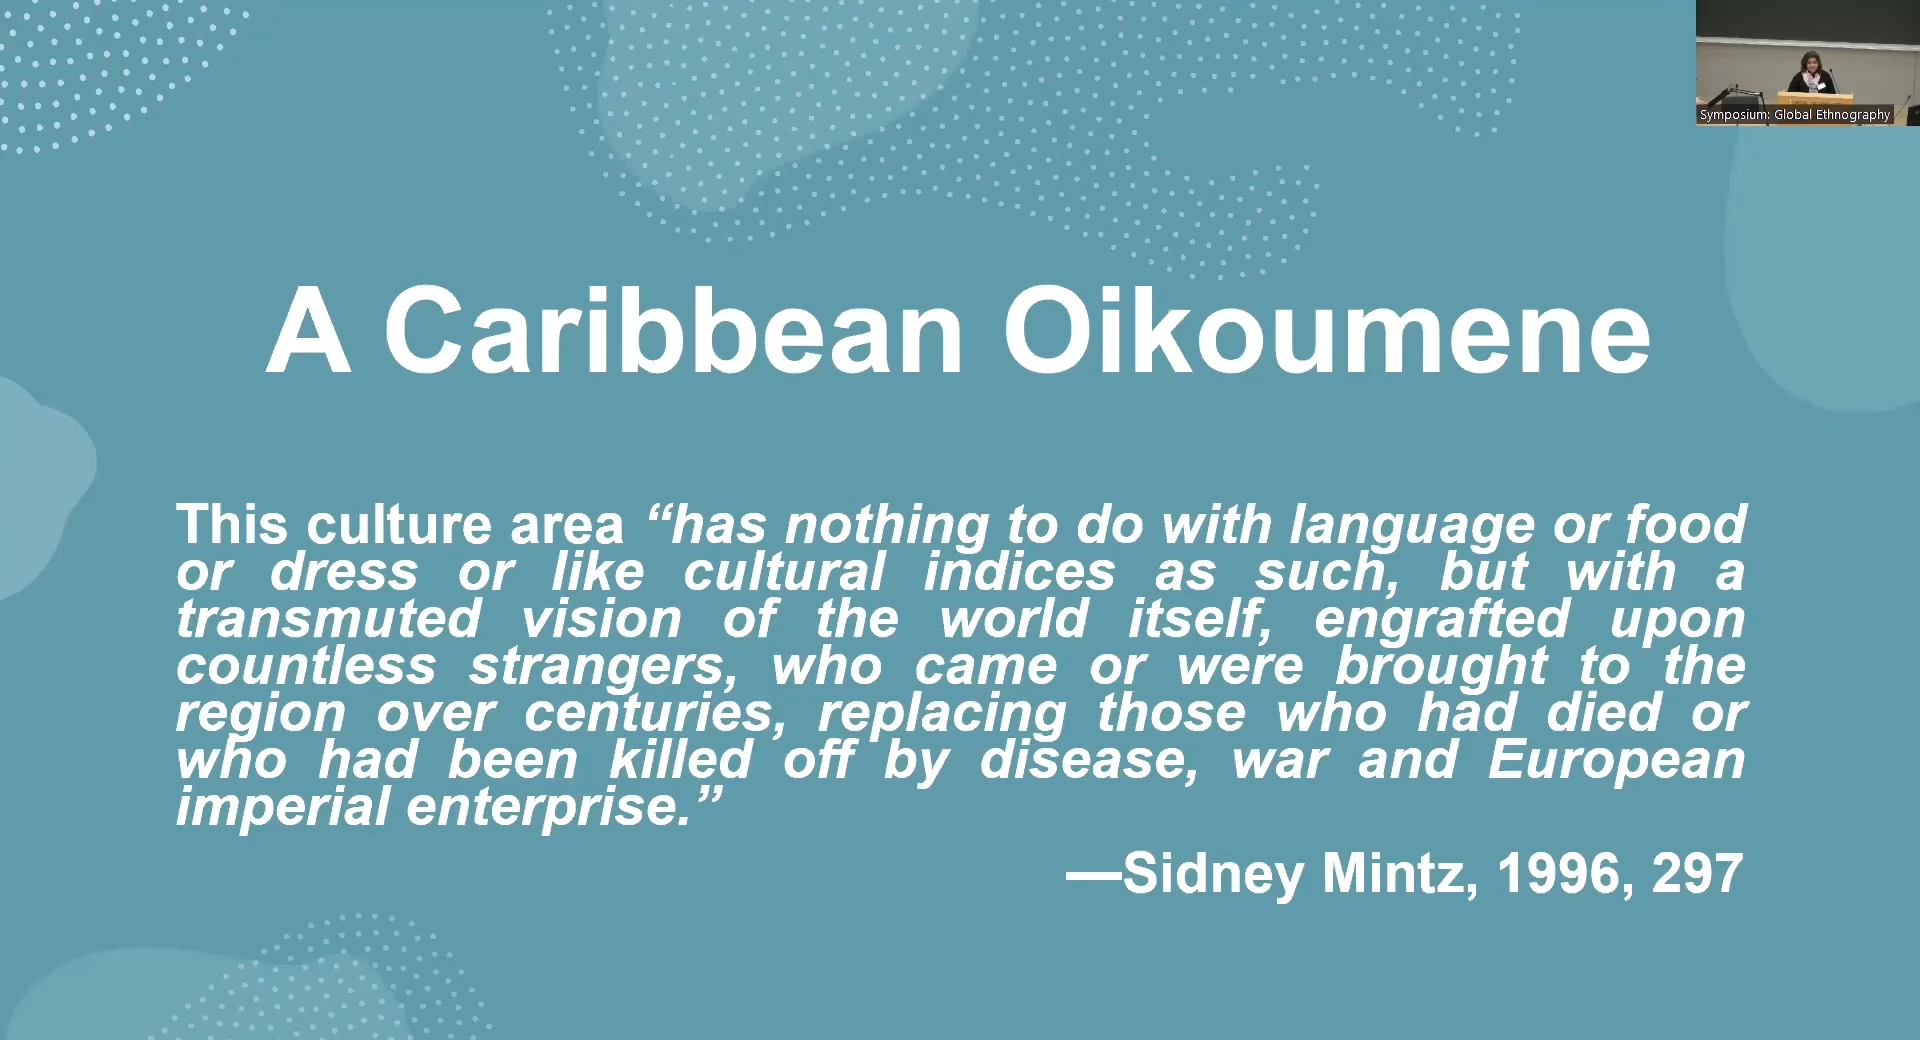 Symposium: Global Ethnography
A Caribbean Oikoumene
This culture area “has nothing to do with language or food
or dress or like cultural indices as such, but with a
transmuted vision of the world itself, engrafted upon
countless strangers, who came or were brought to the
region over centuries, replacing those who had died or
who had been killed off by disease, war and European
imperial enterprise.”
—Sidney Mintz, 1996, 297